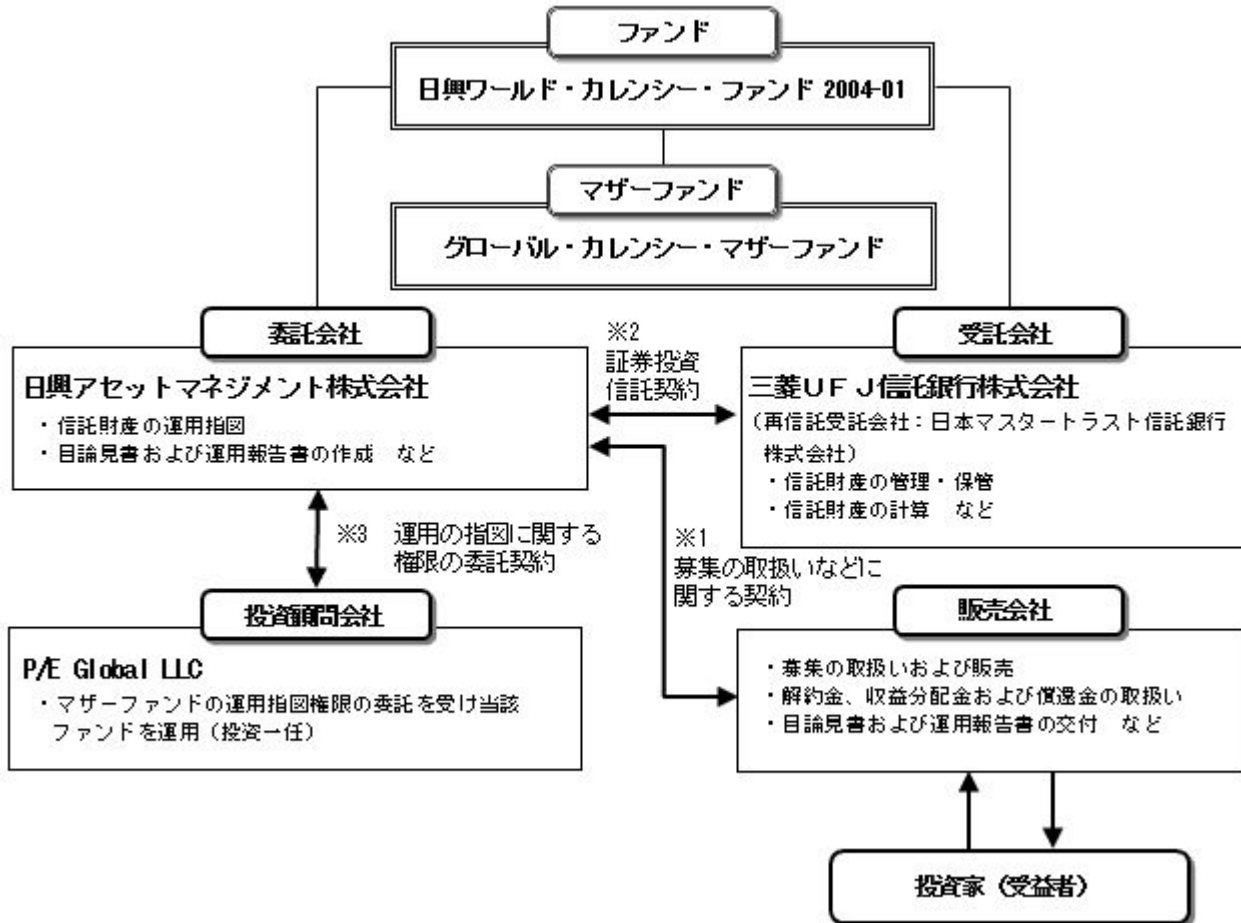 ファンド
日興ワールド・カレンシー・ファンド 2004-01
マザーファンド
グローバル・カレンシー・マザーファンド
委託会社
日興アセットマネジメント株式会社
・信託財産の運用指図
・目論見書および運用報告書の作成　など
※2
証券投資
信託契約
受託会社
三菱UFJ信託銀行株式会社
（再信託受託会社：日本マスタートラスト信託銀行
株式会社）
・信託財産の管理・保管
・信託財産の計算　など
※3　運用の指図に関する
権限の委託契約
※1
募集の取扱いなどに
関する契約
投資顧問会社
P/E Global LLC
・マザーファンドの運用指図権限の委託を受け当該
ファンドを運用（投資一任）
販売会社
・募集の取扱いおよび販売
・解約金、収益分配金および償還金の取扱い
・目論見書および運用報告書の交付　など
投資家（受益者）